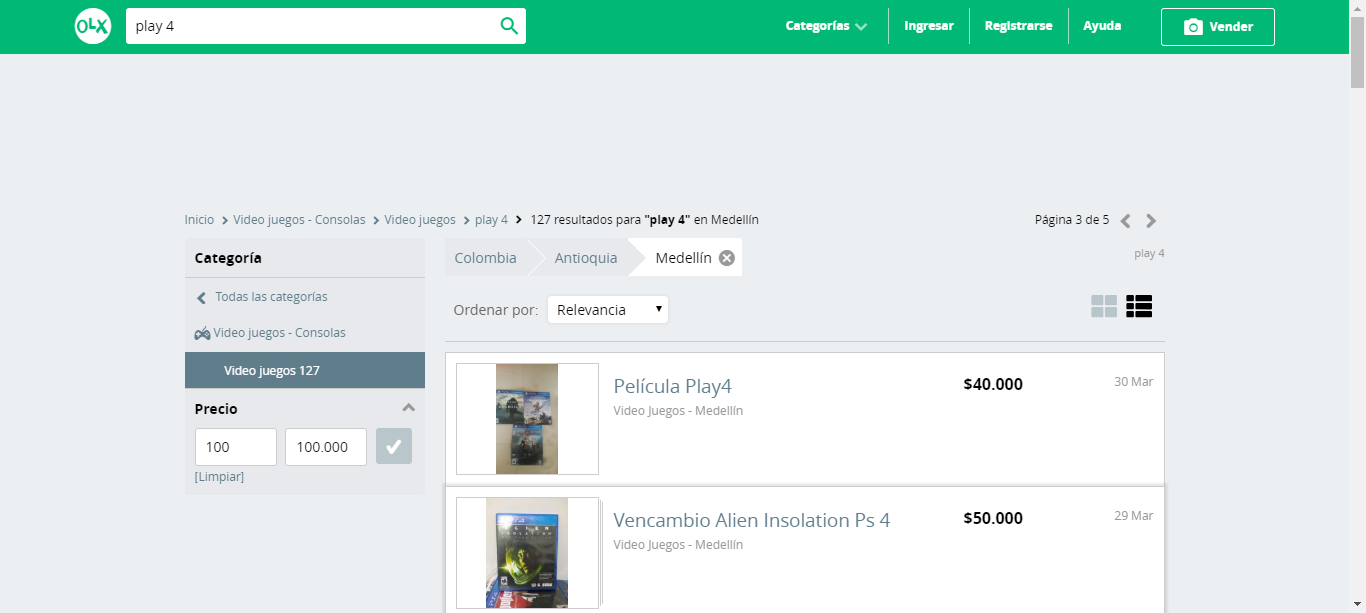 OLX
play 4
Categorías
Ingresar
Registrarse
Ayuda
Vender
Inicio > Video juegos - Consolas > Video juegos > play 4 > 127 resultados para "play 4" en Medellín
Página 3 de 5
Categoría
Todas las categorías
Video juegos - Consolas
Video juegos 127
Precio
100
100.000
[Limpiar]
Colombia
Antioquia
Medellín
play 4
Ordenar por:
Relevancia
Película Play4
Video Juegos - Medellín
$40.000
30 Mar
ALIEN
ISOLATION
Vencambio Alien Insolation Ps 4
Video Juegos - Medellín
$50.000
29 Mar